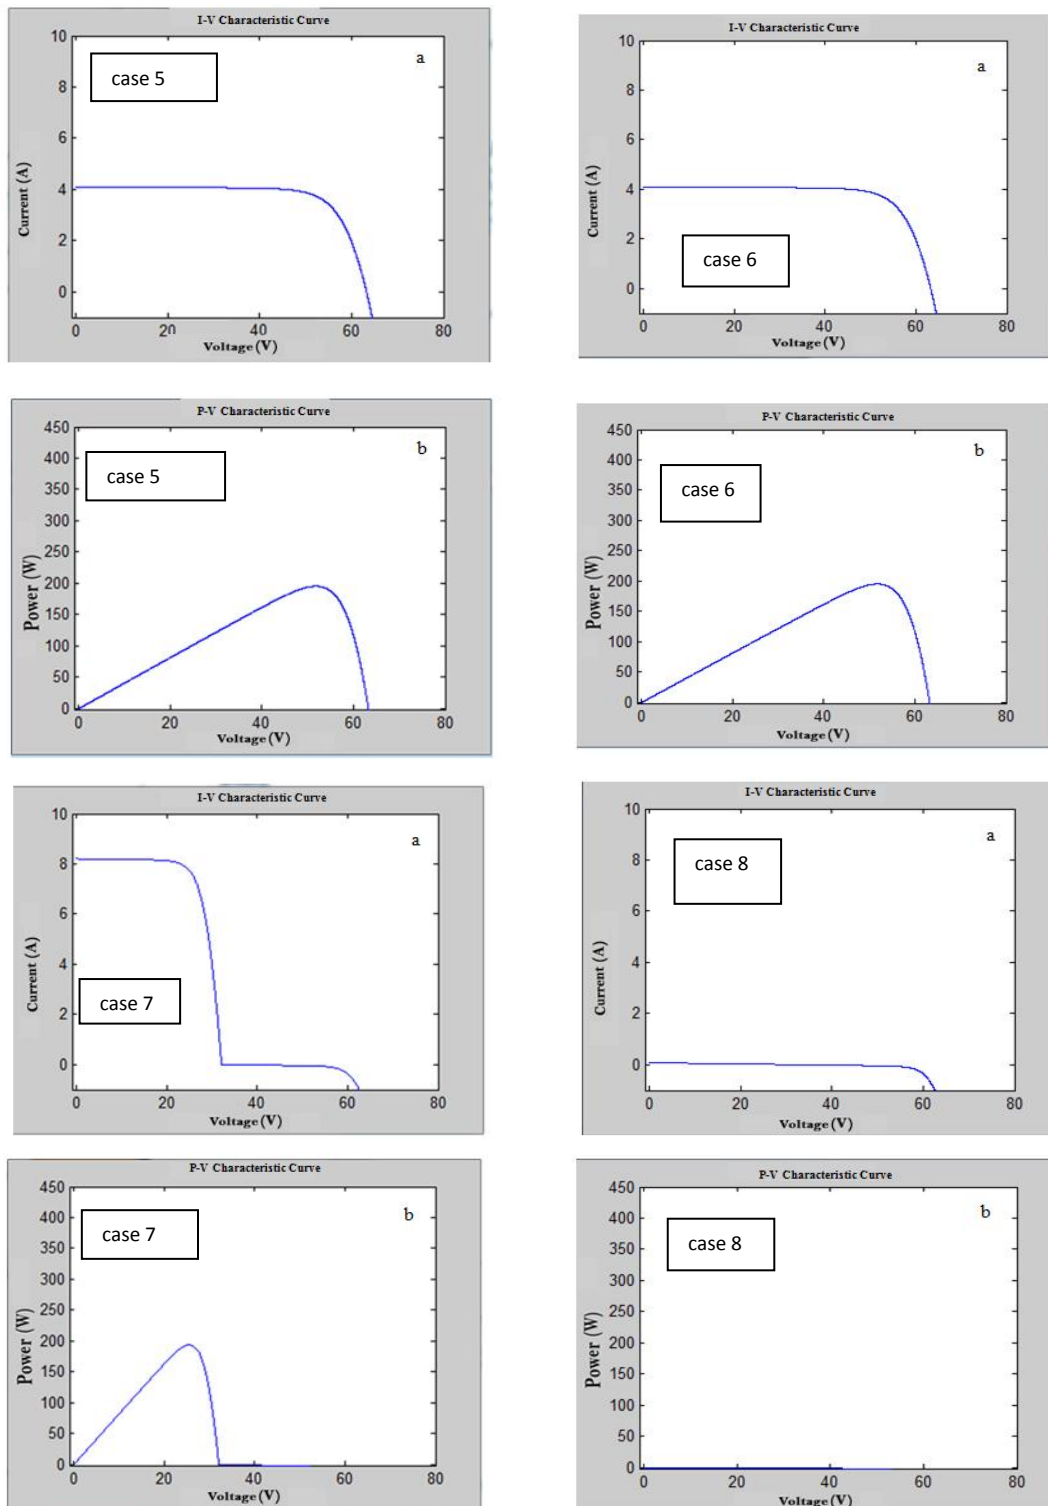 I-V Characteristic Curve
10
8
6
4
2
0
Current (A)
case 5
a
0 20 40 60 80
Voltage (V)
I-V Characteristic Curve
10
8
6
4
2
0
Current (A)
case 6
a
0 20 40 60 80
Voltage (V)
P-V Characteristic Curve
450
400
350
300
250
200
150
100
50
0
Power (W)
case 5
b
0 20 40 60 80
Voltage (V)
P-V Characteristic Curve
450
400
350
300
250
200
150
100
50
0
Power (W)
case 6
b
0 20 40 60 80
Voltage (V)
I-V Characteristic Curve
10
8
6
4
2
0
Current (A)
case 7
a
0 20 40 60 80
Voltage (V)
I-V Characteristic Curve
10
8
6
4
2
0
Current (A)
case 8
a
0 20 40 60 80
Voltage (V)
P-V Characteristic Curve
450
400
350
300
250
200
150
100
50
0
Power (W)
case 7
b
0 20 40 60 80
Voltage (V)
P-V Characteristic Curve
450
400
350
300
250
200
150
100
50
0
Power (W)
case 8
b
0 20 40 60 80
Voltage (V)